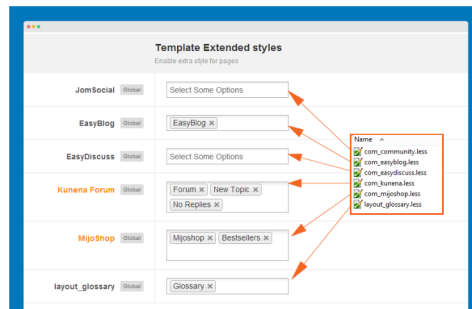 Template Extended styles
Enable edra style for pages
JomSocial Global Select Some Options
EasyBlog Global EasyBlog ×
EasyDiscuss Global Select Some Options
Kunena Forum Global Forum × New Topic ×
No Replies ×
MijoShop Global Mijoshop × Bestsellers ×
layout_glossary Global Glossary ×
Name
com_community.less
com_easyblog.less
com_easydiscuss.less
com_kunena.less
com_mijoshop.less
layout_glossary.less